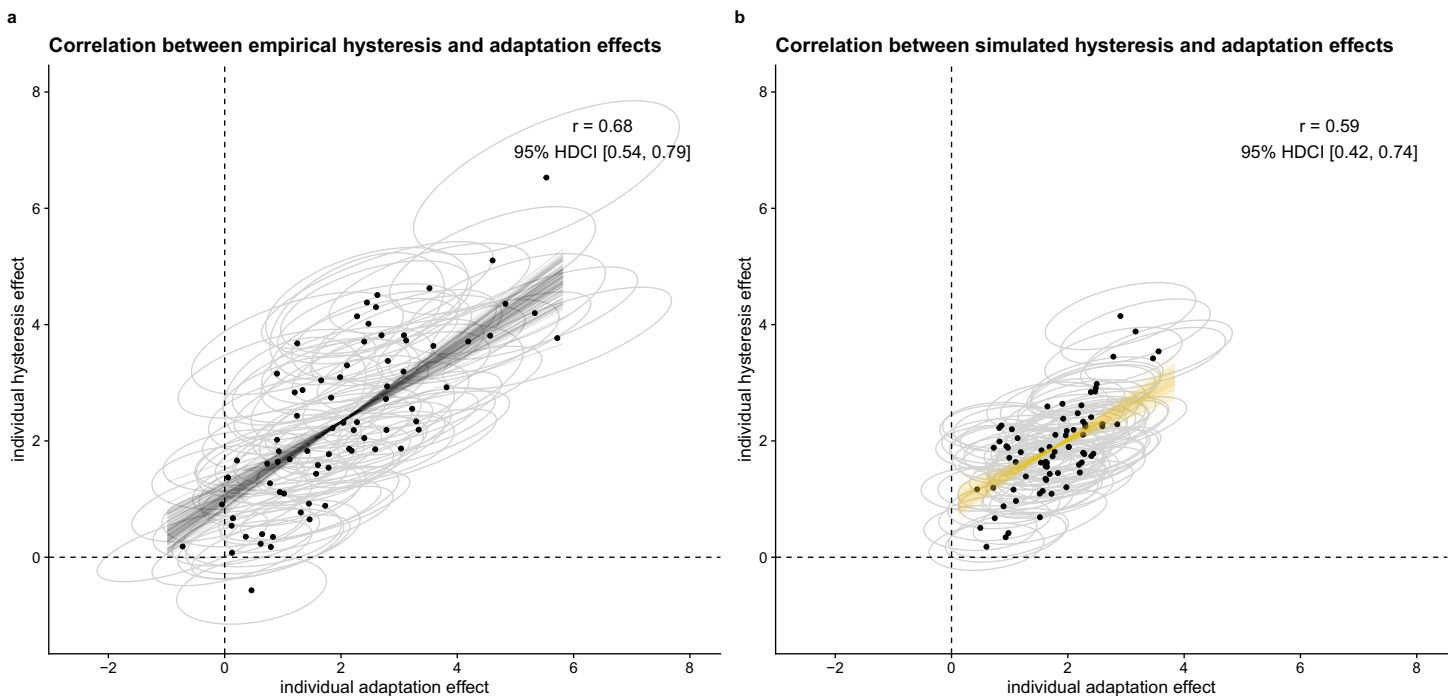 a
Correlation between empirical hysteresis and adaptation effects
r = 0.68
95% HDCI [0.54, 0.79]
individual hysteresis effect
8
6
4
2
0
−2
0
2
4
6
8
individual adaptation effect
b
Correlation between simulated hysteresis and adaptation effects
r = 0.59
95% HDCI [0.42, 0.74]
individual hysteresis effect
8
6
4
2
0
−2
0
2
4
6
8
individual adaptation effect